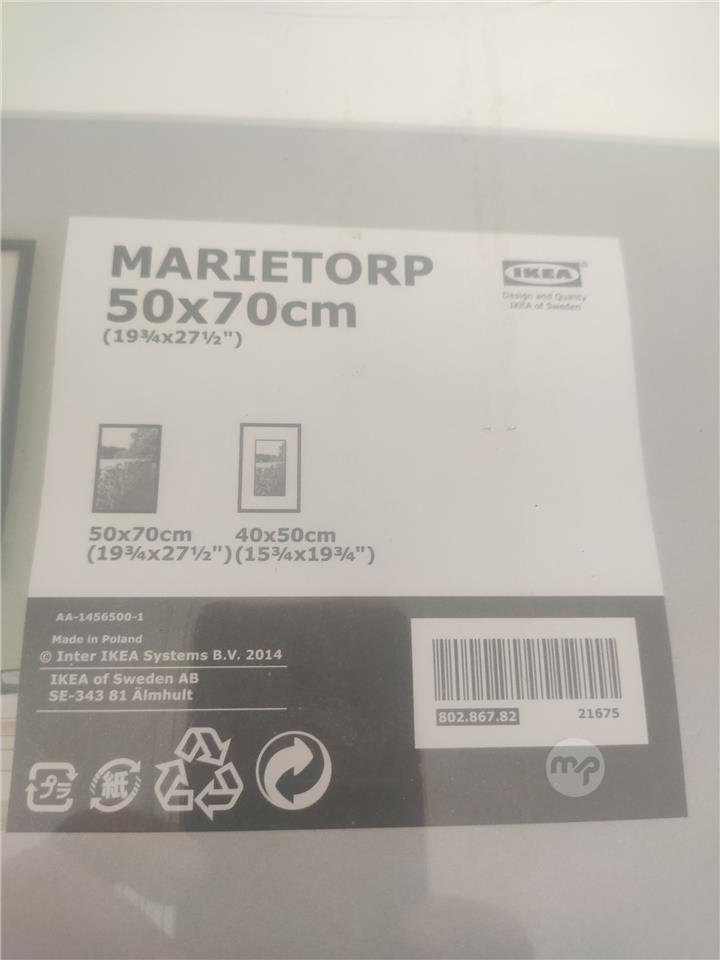 MARIETORP
50x70cm
(19¾x27½")
IKEA®
Design and Quality
IKEA of Sweden
50x70cm
(19¾x27½")
40x50cm
(15¾x19¾")
AA-1456500-1
Made in Poland
© Inter IKEA Systems B.V. 2014
IKEA of Sweden AB
SE-343 81 Älmhult
802.867.82
21675
プラ
紙
mp